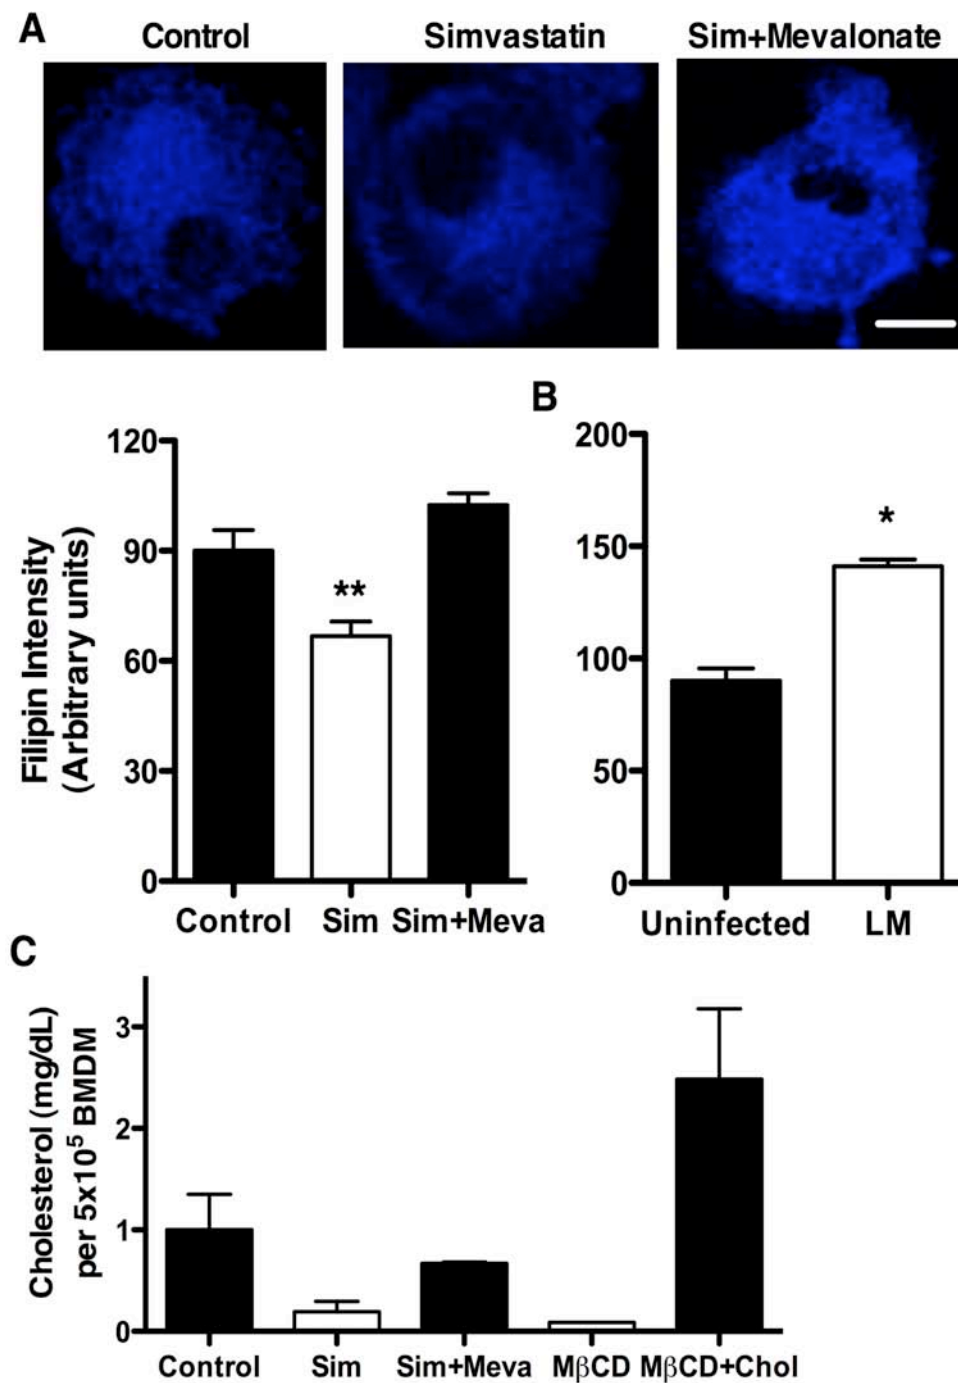 A
Control Simvastatin Sim+Mevalonate
B
Filipin Intensity
(Arbitrary units)
120
90
60
30
0
**
Control Sim Sim+Meva
200
150
100
50
0
*
Uninfected LM
C
Cholesterol (mg/dL)
per 5x10⁵ BMDM
3
2
1
0
Control Sim Sim+Meva MβCD MβCD+Chol